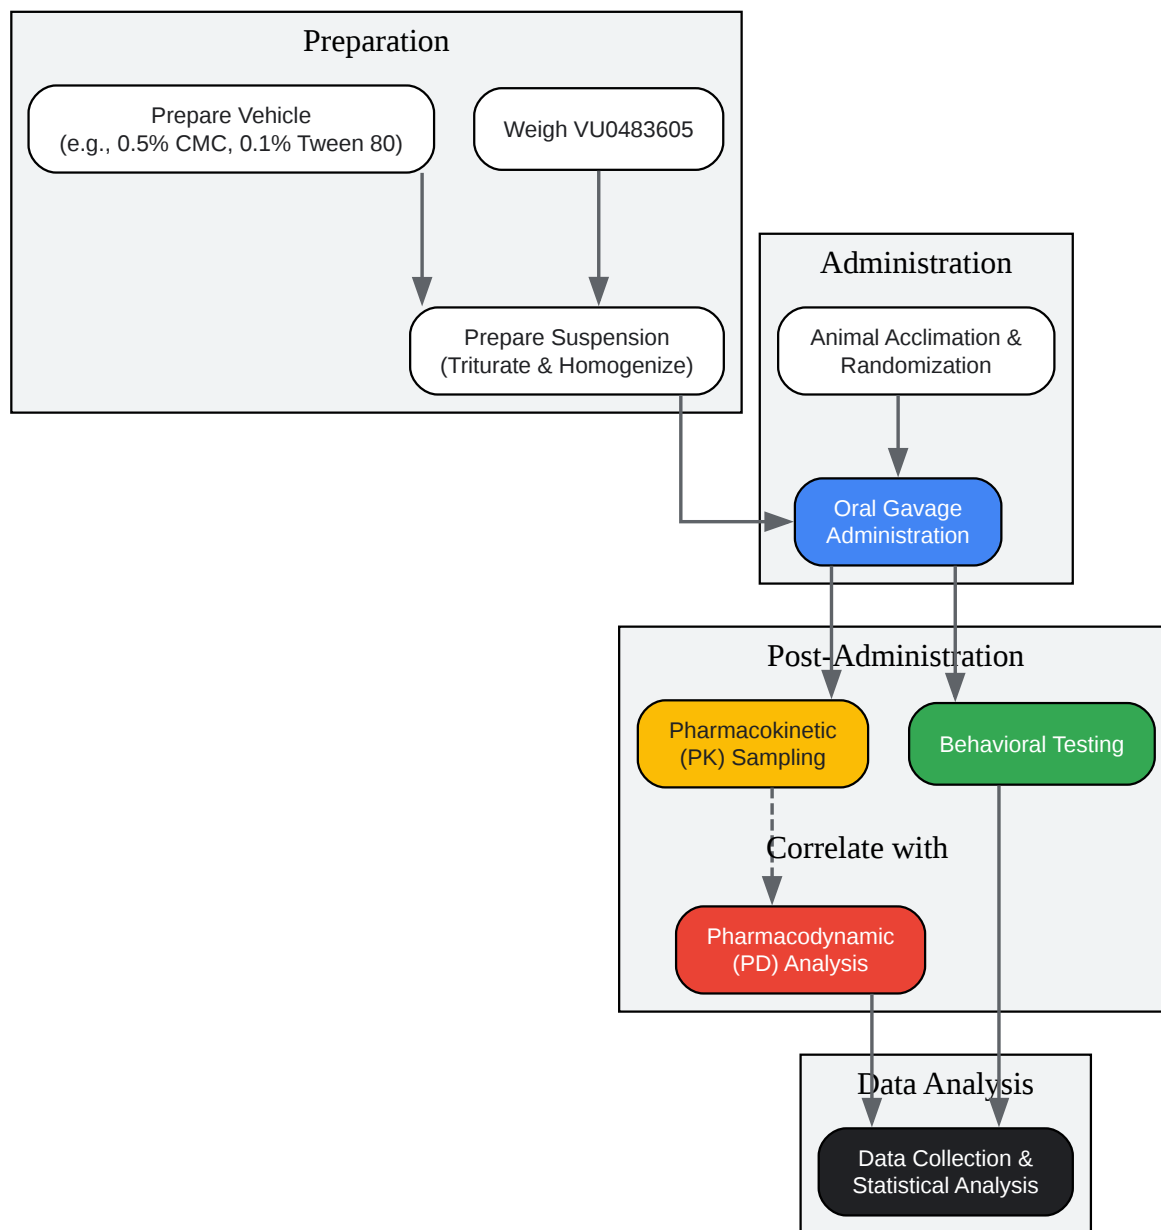 Preparation
Prepare Vehicle
(e.g., 0.5% CMC, 0.1% Tween 80)
Weigh VU0483605
Prepare Suspension
(Triturate & Homogenize)
Administration
Animal Acclimation &
Randomization
Oral Gavage
Administration
Post-Administration
Pharmacokinetic
(PK) Sampling
Behavioral Testing
Correlate with
Pharmacodynamic
(PD) Analysis
Data Analysis
Data Collection &
Statistical Analysis